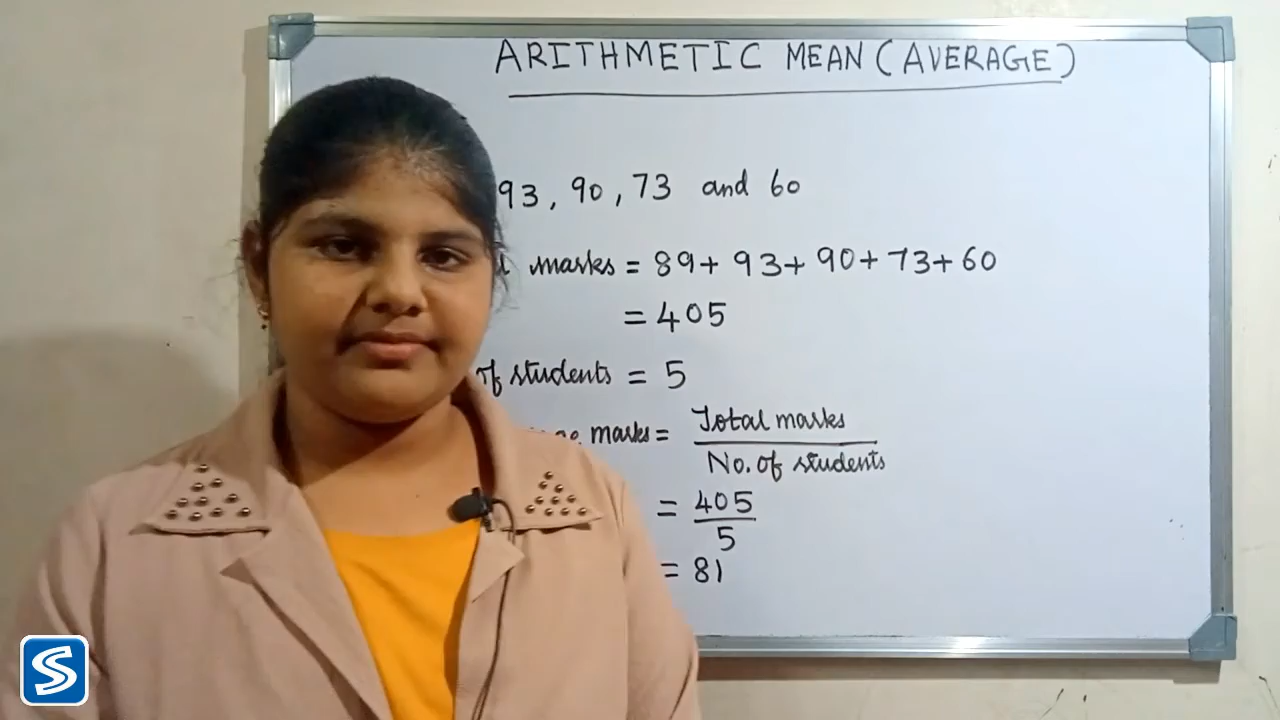 ARITHMETIC MEAN (AVERAGE)
93, 90, 73 and 60
marks = 89+ 93+ 90+ 73+ 60
= 405
of students = 5
marks = Total marks
No. of students
= 405
5
= 81
S